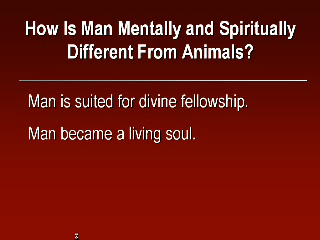 How Is Man Mentally and Spiritually
Different From Animals?
Man is suited for divine fellowship.
Man became a living soul.